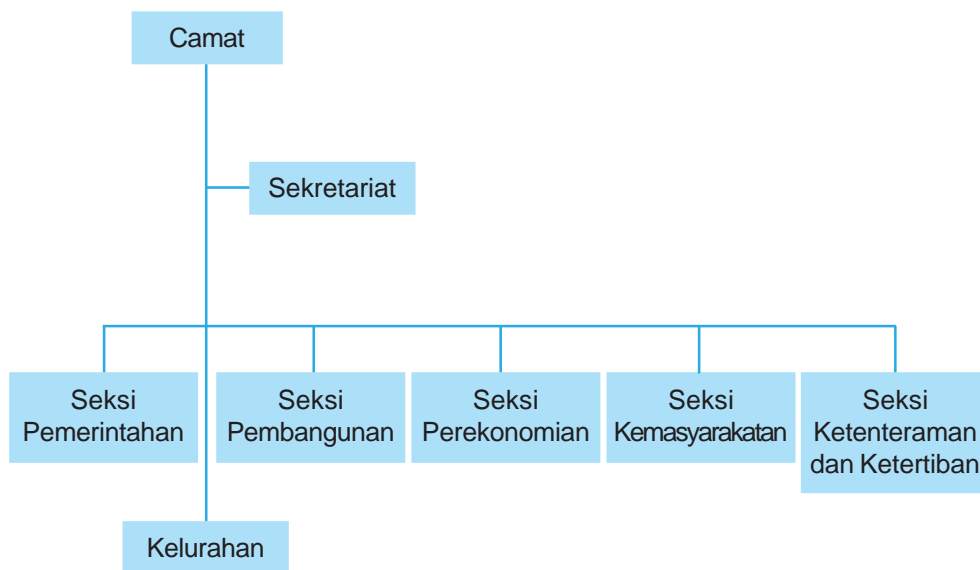 Camat
Sekretariat
Seksi
Pemerintahan
Seksi
Pembangunan
Seksi
Perekonomian
Seksi
Kemasyarakatan
Seksi
Ketenteraman
dan Ketertiban
Kelurahan